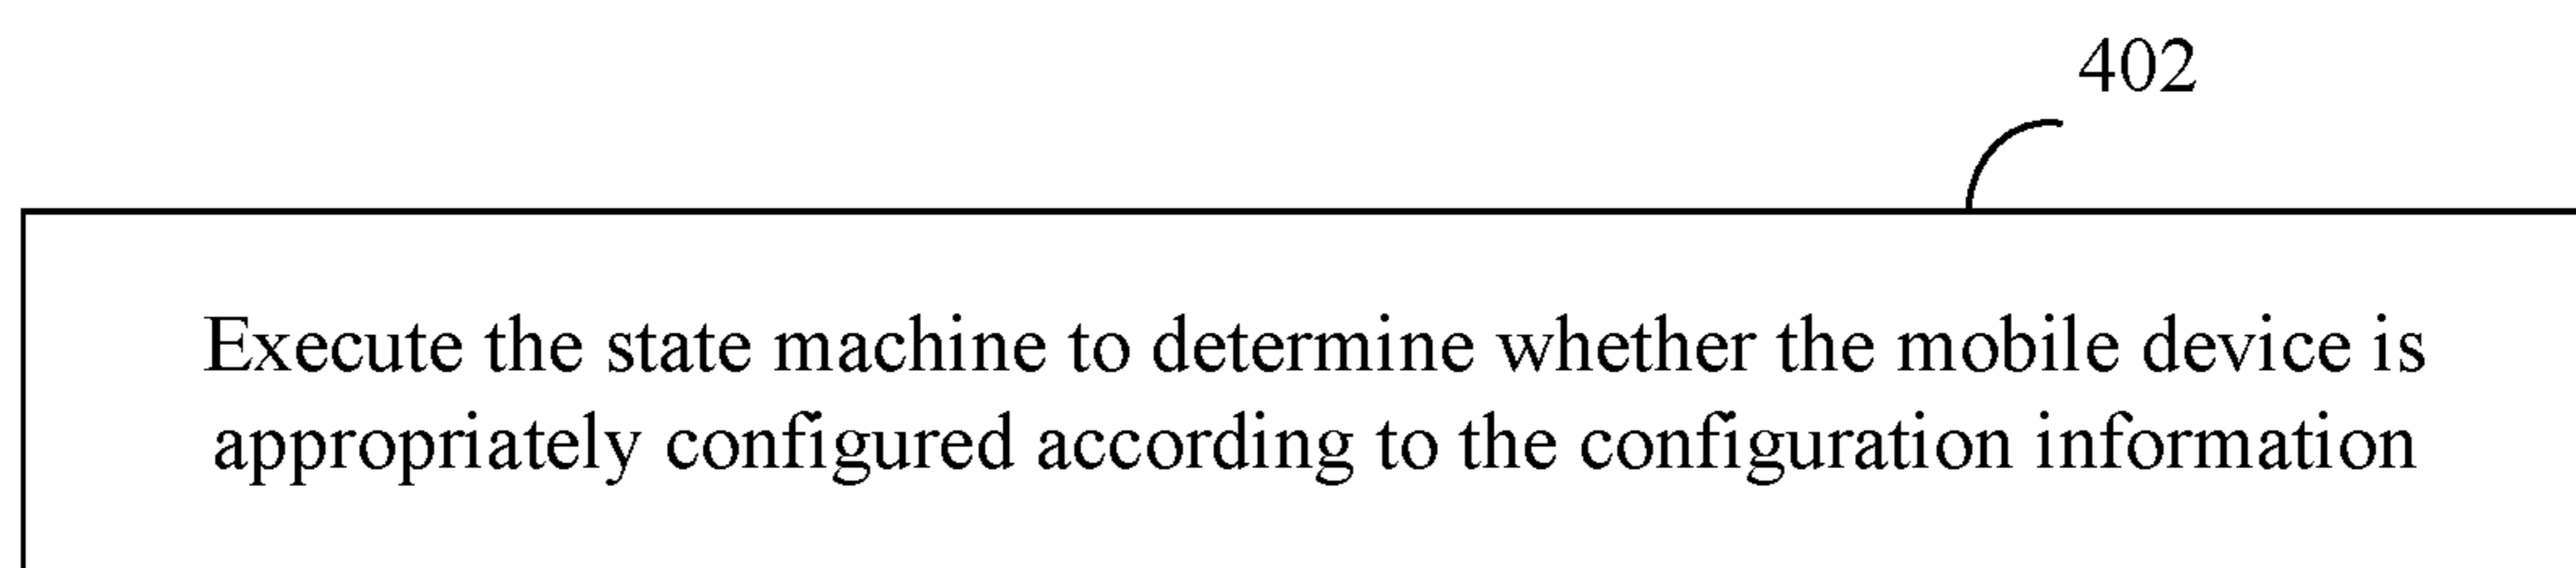 402
Execute the state machine to determine whether the mobile device is
appropriately configured according to the configuration information